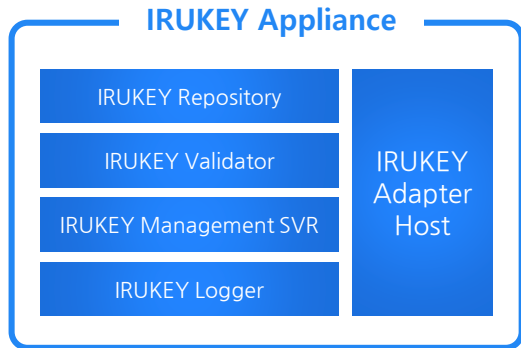 IRUKEY Appliance
IRUKEY Repository
IRUKEY Validator
IRUKEY Management SVR
IRUKEY Logger
IRUKEY
Adapter
Host